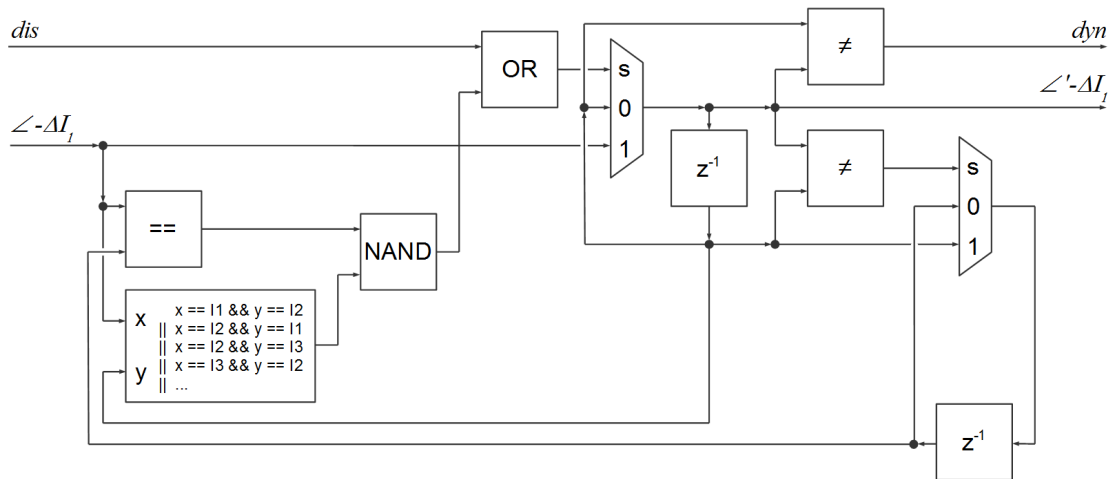 dis
dyn
OR
≠
s
0
1
∠-ΔI₁
∠'-ΔI₁
z⁻¹
≠
s
0
1
==
NAND
x
y
x == I1 && y == I2
|| x == I2 && y == I1
|| x == I2 && y == I3
|| x == I3 && y == I2
|| ...
z⁻¹